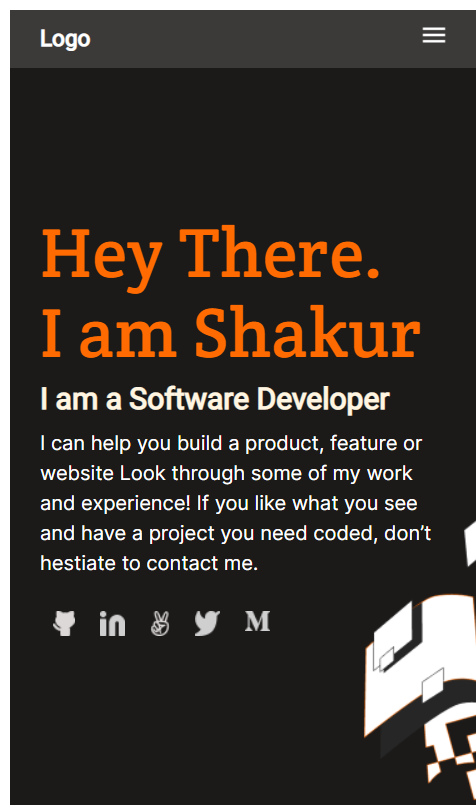 Logo
Hey There.
I am Shakur
I am a Software Developer
I can help you build a product, feature or
website Look through some of my work
and experience! If you like what you see
and have a project you need coded, don’t
hestiate to contact me.